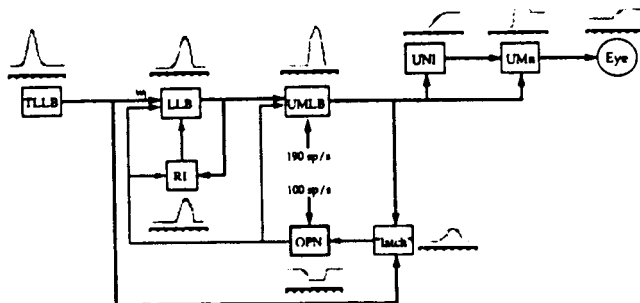 UNI
UMn
Eye
TLLB
LLB
UMLB
190 sp/s
RI
100 sp/s
OPN
"latch"